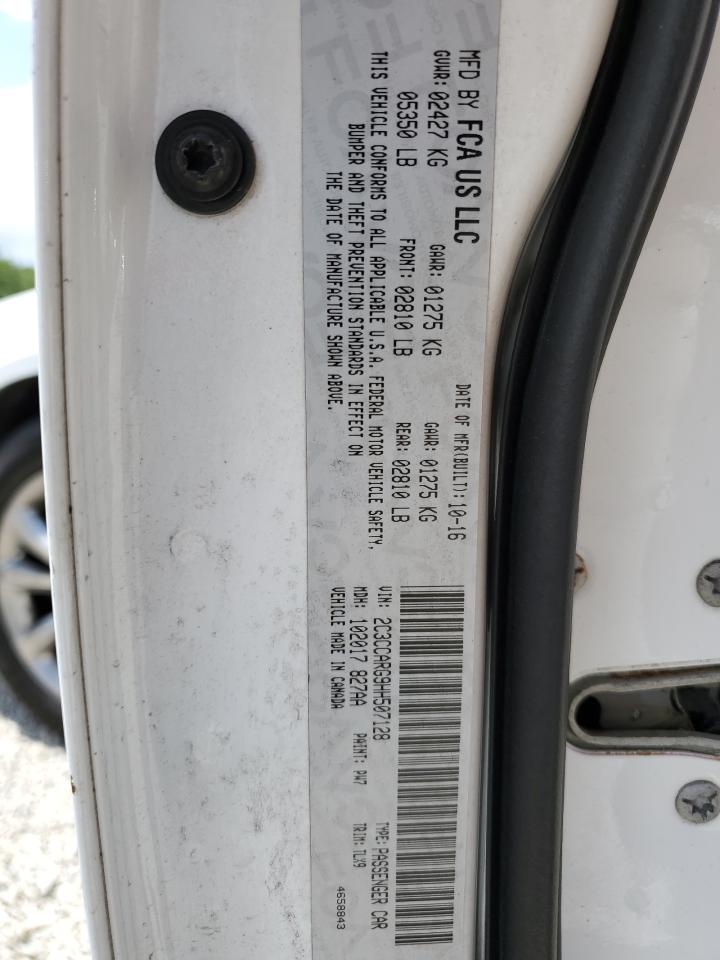 MFD BY FCA US LLC
DATE OF MFR(BUILT): 10-16
GVWR: 02427 KG
GAWR: 01275 KG
GAWR: 01275 KG
05350 LB
FRONT: 02810 LB
REAR: 02810 LB
THIS VEHICLE CONFORMS TO ALL APPLICABLE U.S.A. FEDERAL MOTOR VEHICLE SAFETY,
BUMPER AND THEFT PREVENTION STANDARDS IN EFFECT ON
THE DATE OF MANUFACTURE SHOWN ABOVE.
VIN: 2C3CCARG9HH507128
TYPE: PASSENGER CAR
MDH: 102017 827AA
PAINT: PW7
TRIM: TLX9
VEHICLE MADE IN CANADA
4658843